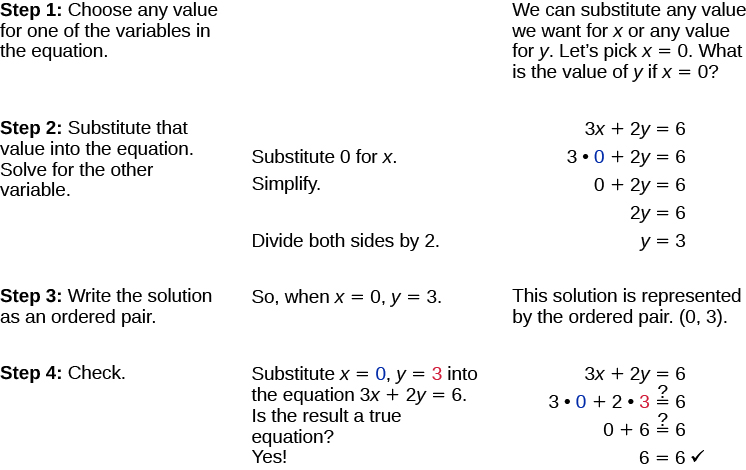 Step 1: Choose any value
for one of the variables in
the equation.
We can substitute any value
we want for x or any value
for y. Let’s pick x = 0. What
is the value of y if x = 0?
Step 2: Substitute that
value into the equation.
Solve for the other
variable.
Substitute 0 for x.
Simplify.
Divide both sides by 2.
3x + 2y = 6
3 • 0 + 2y = 6
0 + 2y = 6
2y = 6
y = 3
Step 3: Write the solution
as an ordered pair.
So, when x = 0, y = 3.
This solution is represented
by the ordered pair. (0, 3).
Step 4: Check.
Substitute x = 0, y = 3 into
the equation 3x + 2y = 6.
Is the result a true
equation?
Yes!
3x + 2y = 6
3 • 0 + 2 • 3 ≟ 6
0 + 6 ≟ 6
6 = 6 ✓